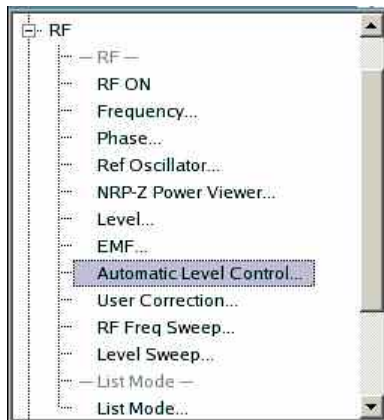 RF
— RF —
RF ON
Frequency...
Phase...
Ref Oscillator...
NRP-Z Power Viewer...
Level...
EMF...
Automatic Level Control...
User Correction...
RF Freq Sweep...
Level Sweep...
— List Mode —
List Mode...